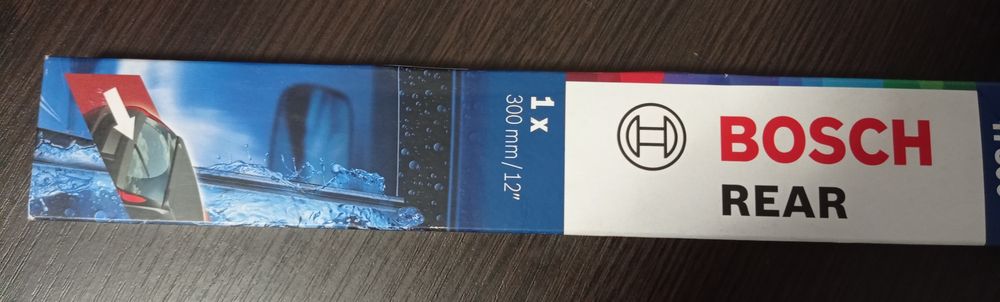 1 x
300 mm / 12"
BOSCH
REAR